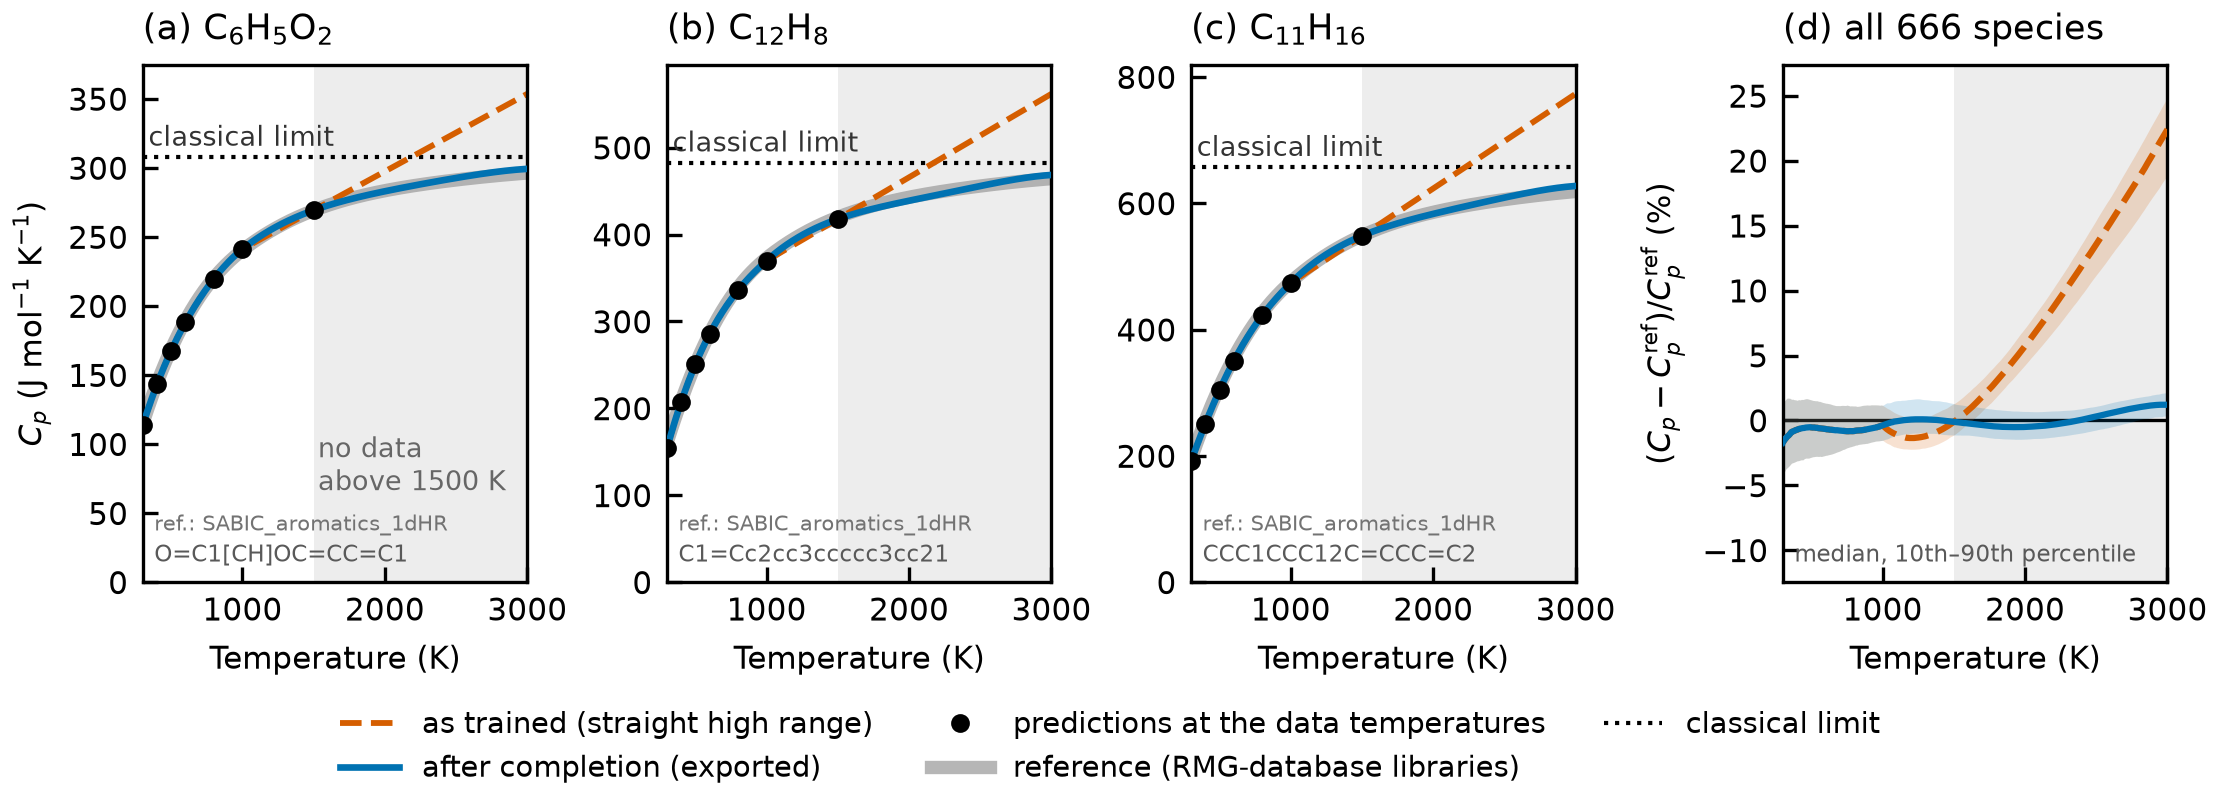 (a) C₆H₅O₂
(b) C₁₂H₈
(c) C₁₁H₁₆
(d) all 666 species
Cₚ (J mol⁻¹ K⁻¹)
350
300
250
200
150
100
50
0
classical limit
no data
above 1500 K
ref.: SABIC_aromatics_1dHR
O=C1[CH]OC=CC=C1
1000 2000 3000
Temperature (K)
500
400
300
200
100
0
classical limit
ref.: SABIC_aromatics_1dHR
C1=Cc2cc3ccccc3cc21
1000 2000 3000
Temperature (K)
800
600
400
200
0
classical limit
ref.: SABIC_aromatics_1dHR
CCC1CCC12C=CCC=C2
1000 2000 3000
Temperature (K)
(Cₚ − Cₚʳᵉᶠ)/Cₚʳᵉᶠ (%)
25
20
15
10
5
0
−5
−10
median, 10th–90th percentile
1000 2000 3000
Temperature (K)
as trained (straight high range)
after completion (exported)
predictions at the data temperatures
reference (RMG-database libraries)
classical limit